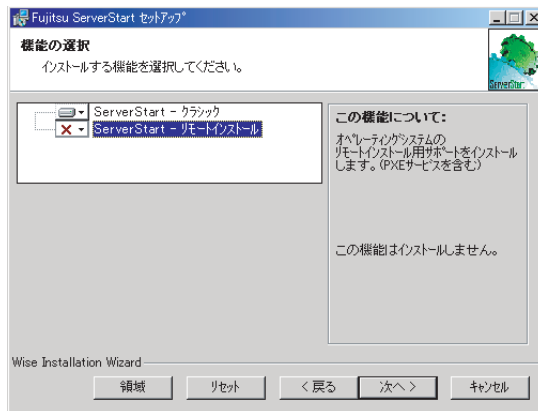 Fujitsu ServerStart セットアップ
機能の選択
インストールする機能を選択してください。
ServerStart
ServerStart - クラシック
ServerStart - リモートインストール
この機能について:
オペレーティングシステムの
リモートインストール用サポートをインストール
します。(PXEサービスを含む)
この機能はインストールしません。
Wise Installation Wizard
領域
リセット
< 戻る
次へ >
キャンセル